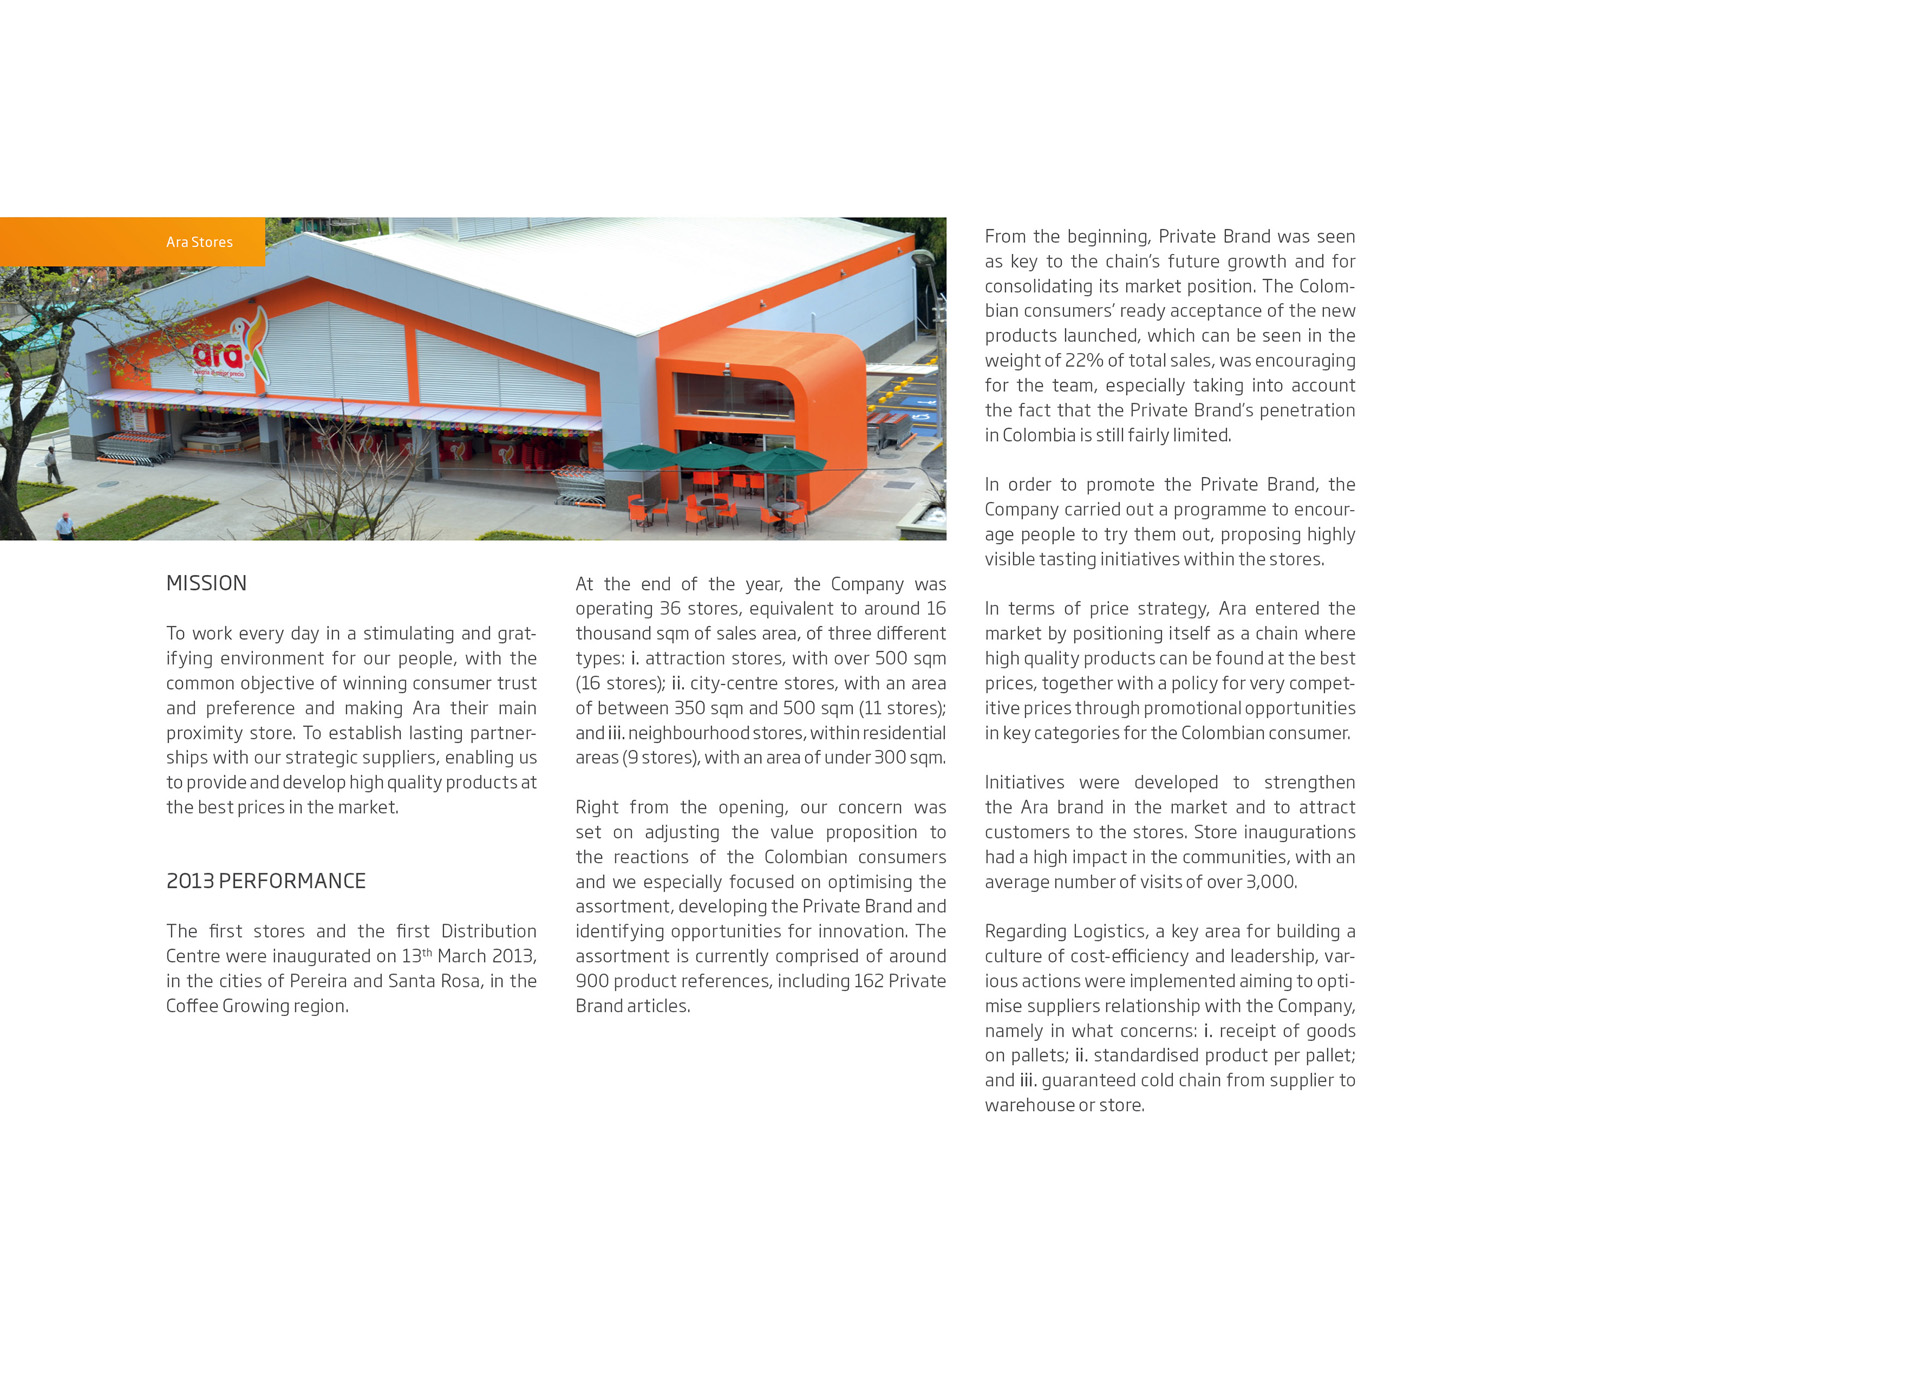 Ara Stores
ara
Alegría al mejor precio
MISSION
To work every day in a stimulating and grat-
ifying environment for our people, with the
common objective of winning consumer trust
and preference and making Ara their main
proximity store. To establish lasting partner-
ships with our strategic suppliers, enabling us
to provide and develop high quality products at
the best prices in the market.
2013 PERFORMANCE
The first stores and the first Distribution
Centre were inaugurated on 13th March 2013,
in the cities of Pereira and Santa Rosa, in the
Coffee Growing region.
At the end of the year, the Company was
operating 36 stores, equivalent to around 16
thousand sqm of sales area, of three different
types: i. attraction stores, with over 500 sqm
(16 stores); ii. city-centre stores, with an area
of between 350 sqm and 500 sqm (11 stores);
and iii. neighbourhood stores, within residential
areas (9 stores), with an area of under 300 sqm.
Right from the opening, our concern was
set on adjusting the value proposition to
the reactions of the Colombian consumers
and we especially focused on optimising the
assortment, developing the Private Brand and
identifying opportunities for innovation. The
assortment is currently comprised of around
900 product references, including 162 Private
Brand articles.
From the beginning, Private Brand was seen
as key to the chain's future growth and for
consolidating its market position. The Colom-
bian consumers' ready acceptance of the new
products launched, which can be seen in the
weight of 22% of total sales, was encouraging
for the team, especially taking into account
the fact that the Private Brand's penetration
in Colombia is still fairly limited.
In order to promote the Private Brand, the
Company carried out a programme to encour-
age people to try them out, proposing highly
visible tasting initiatives within the stores.
In terms of price strategy, Ara entered the
market by positioning itself as a chain where
high quality products can be found at the best
prices, together with a policy for very compet-
itive prices through promotional opportunities
in key categories for the Colombian consumer.
Initiatives were developed to strengthen
the Ara brand in the market and to attract
customers to the stores. Store inaugurations
had a high impact in the communities, with an
average number of visits of over 3,000.
Regarding Logistics, a key area for building a
culture of cost-efficiency and leadership, var-
ious actions were implemented aiming to opti-
mise suppliers relationship with the Company,
namely in what concerns: i. receipt of goods
on pallets; ii. standardised product per pallet;
and iii. guaranteed cold chain from supplier to
warehouse or store.